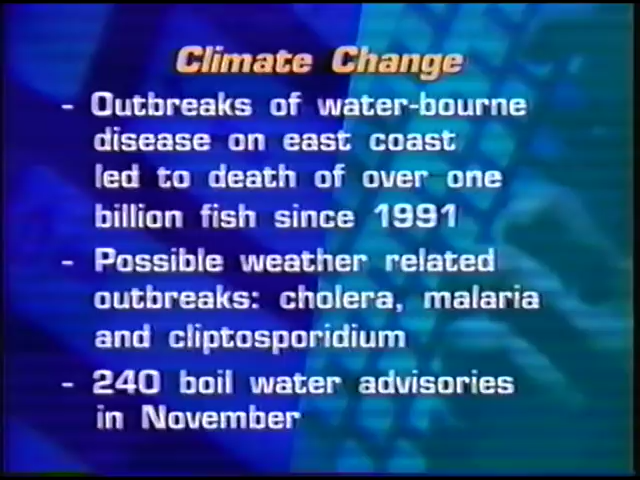 Climate Change
- Outbreaks of water-bourne
disease on east coast
led to death of over one
billion fish since 1991
- Possible weather related
outbreaks: cholera, malaria
and cliptosporidium
- 240 boil water advisories
in November